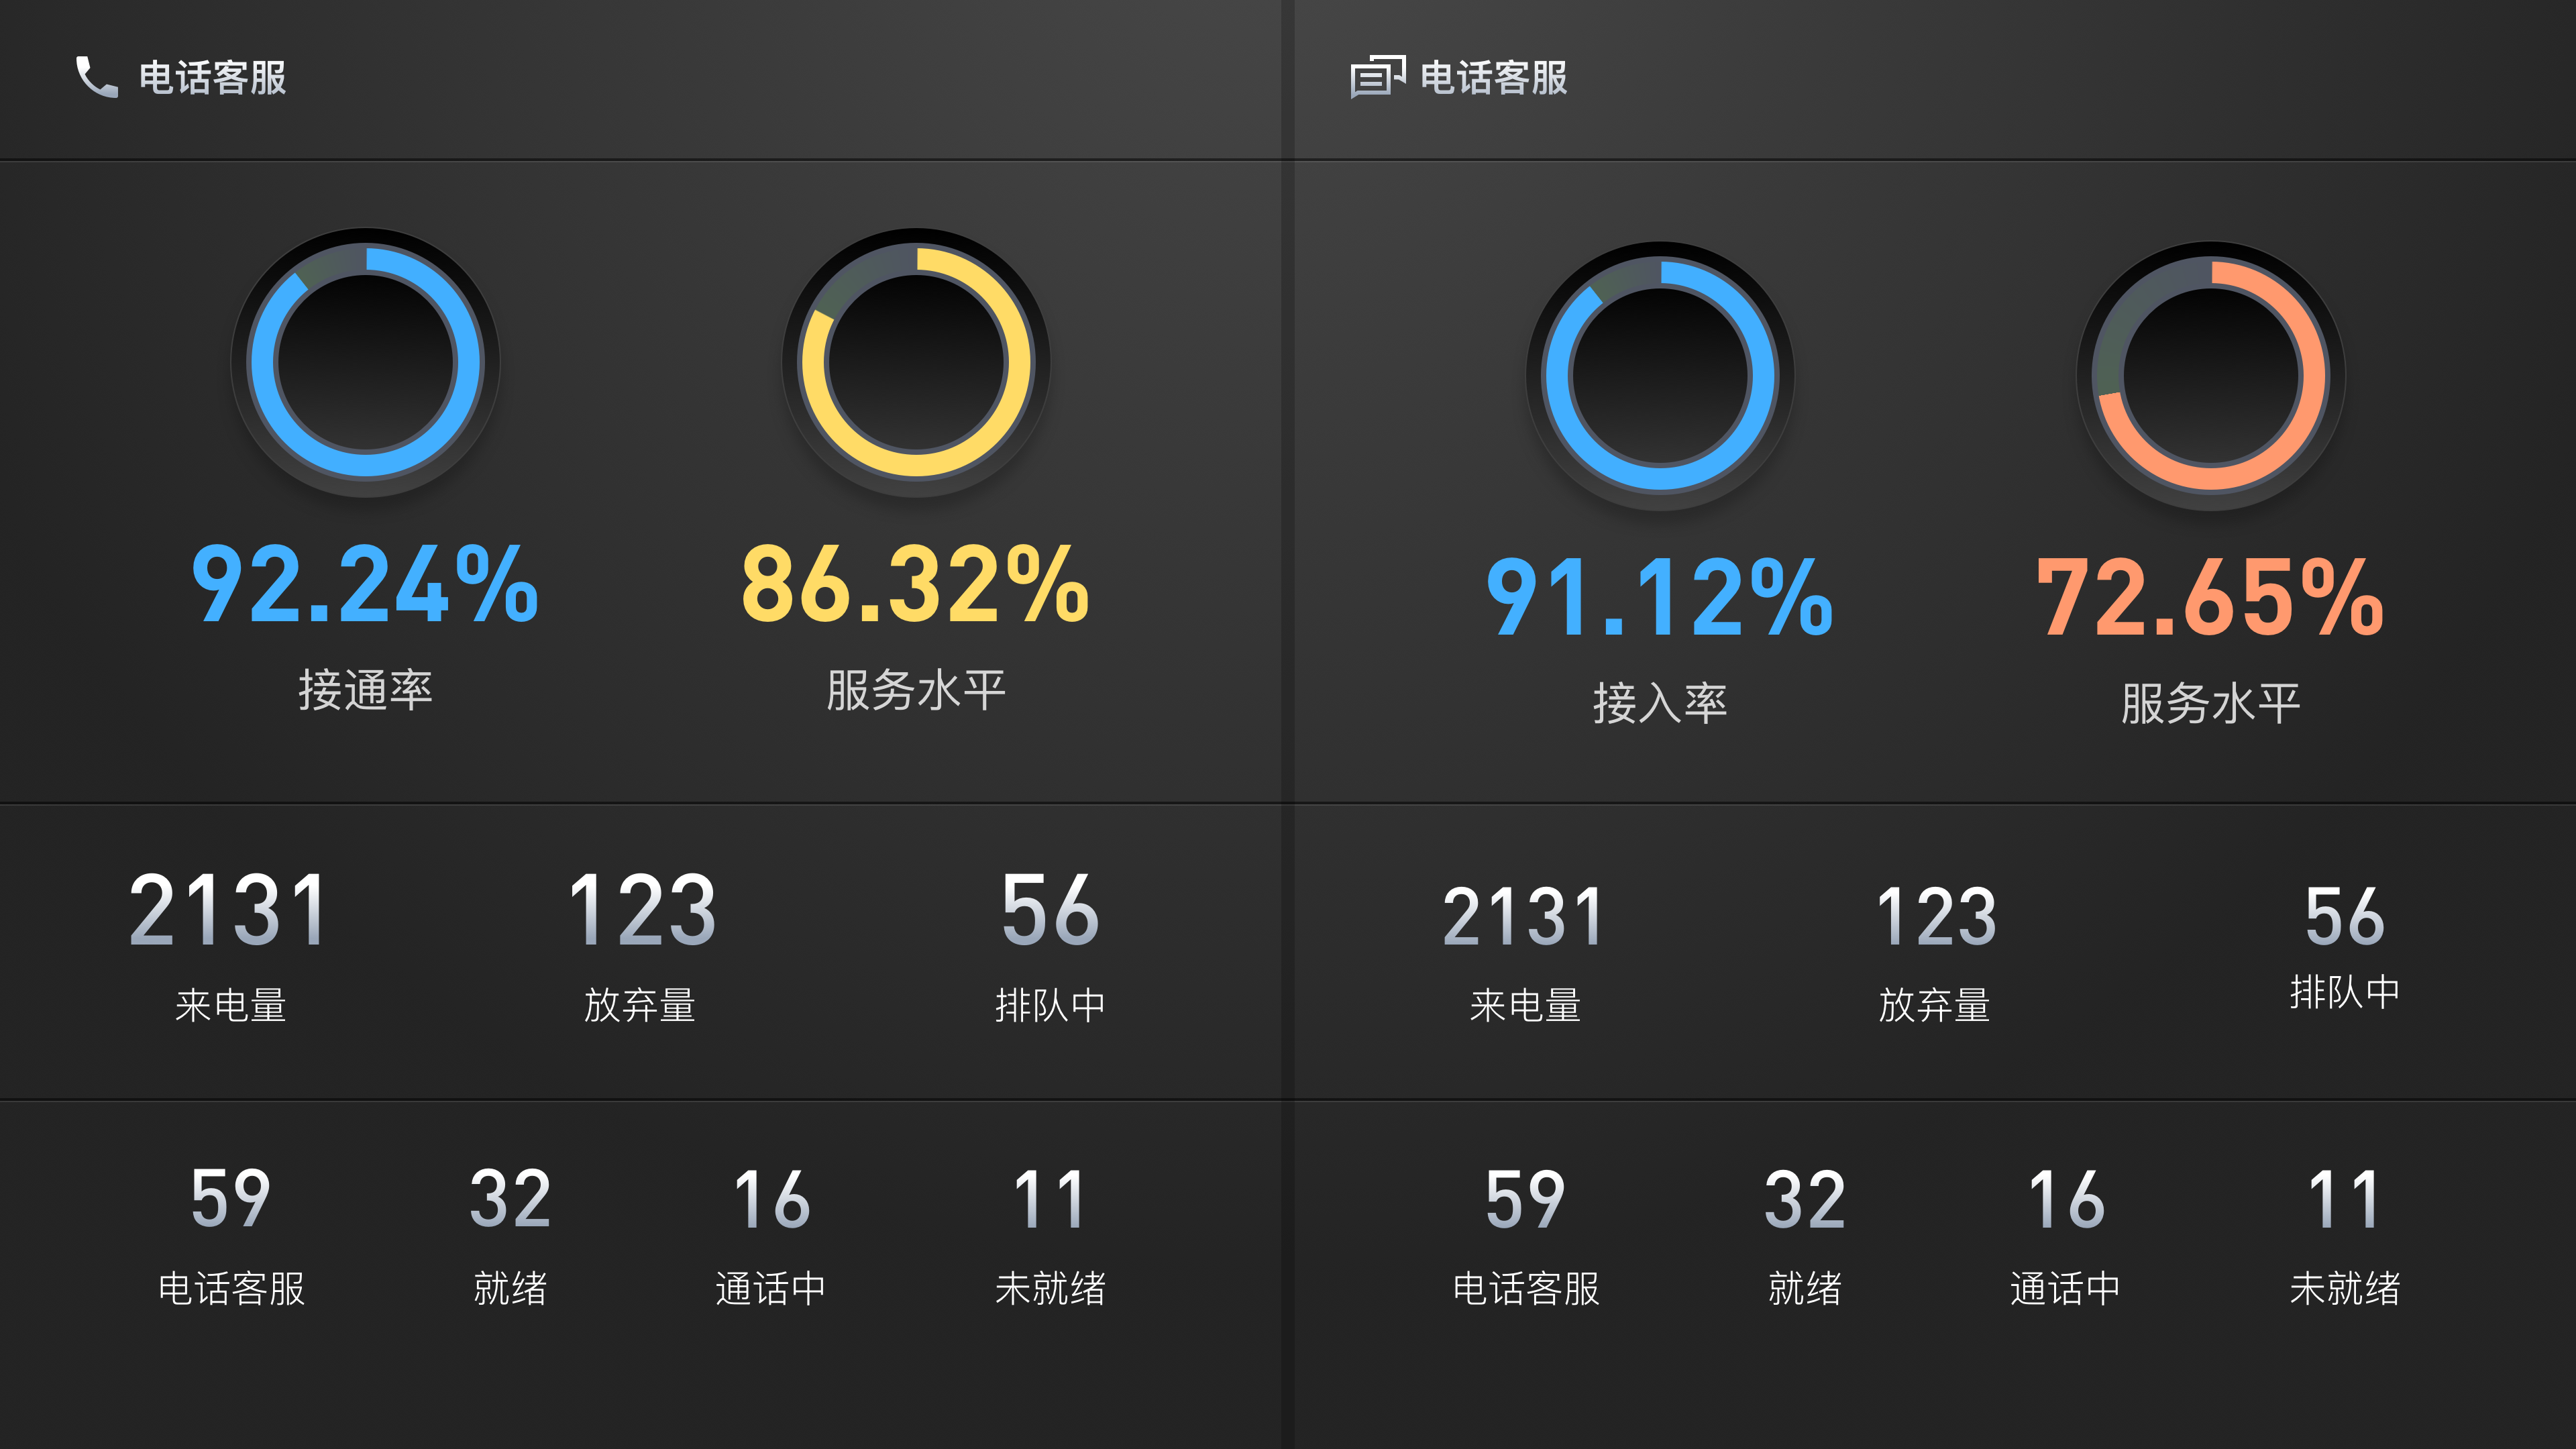 电话客服
92.24% 86.32%
接通率 服务水平
2131 123 56
来电量 放弃量 排队中
59 32 16 11
电话客服 就绪 通话中 未就绪
电话客服
91.12% 72.65%
接入率 服务水平
2131 123 56
来电量 放弃量 排队中
59 32 16 11
电话客服 就绪 通话中 未就绪